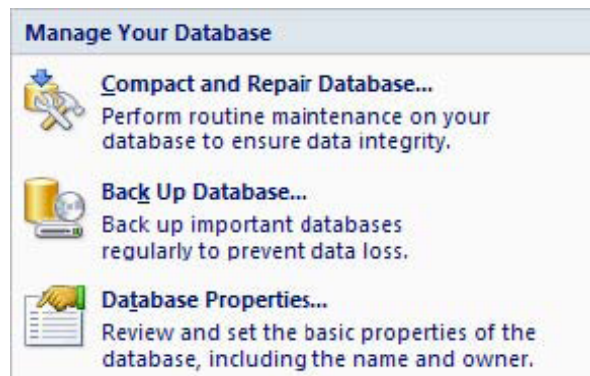 Manage Your Database
Compact and Repair Database...
Perform routine maintenance on your
database to ensure data integrity.
Back Up Database...
Back up important databases
regularly to prevent data loss.
Database Properties...
Review and set the basic properties of the
database, including the name and owner.